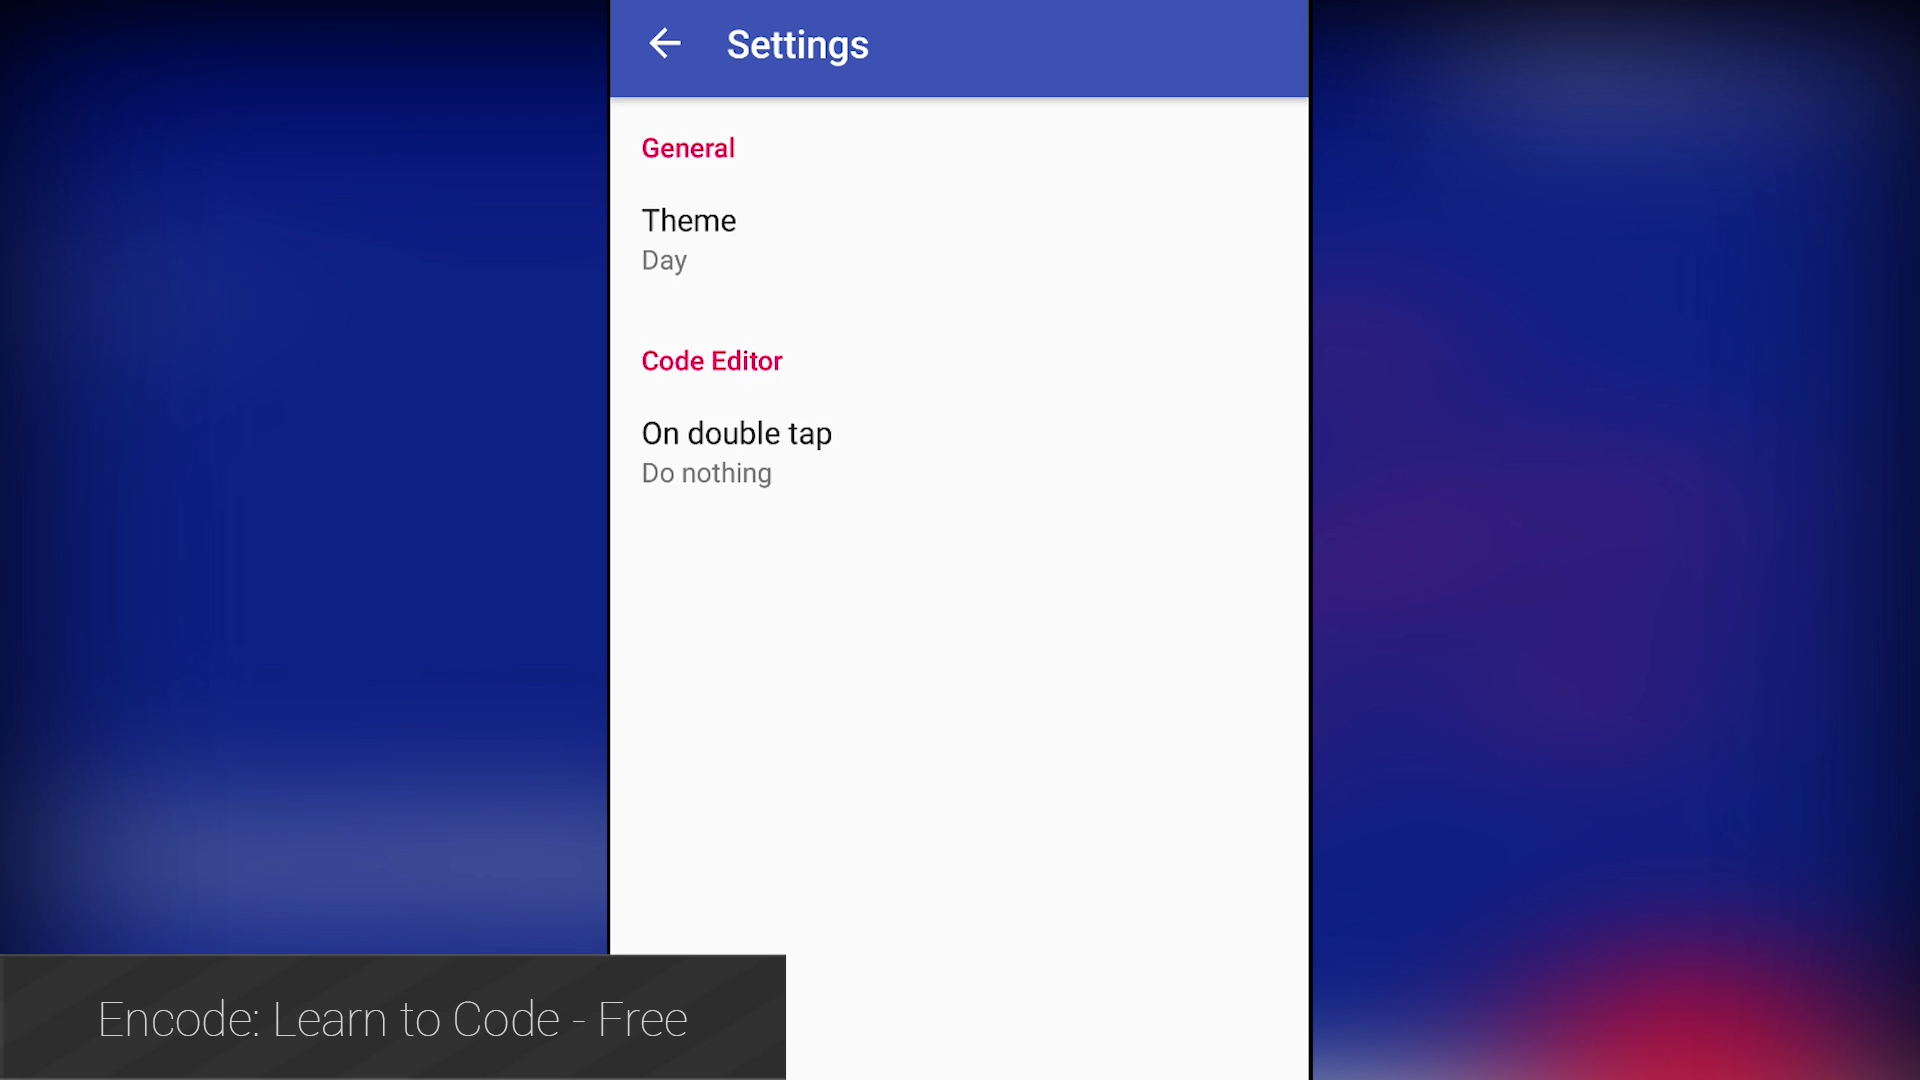 Settings
General
Theme
Day
Code Editor
On double tap
Do nothing
Encode: Learn to Code - Free